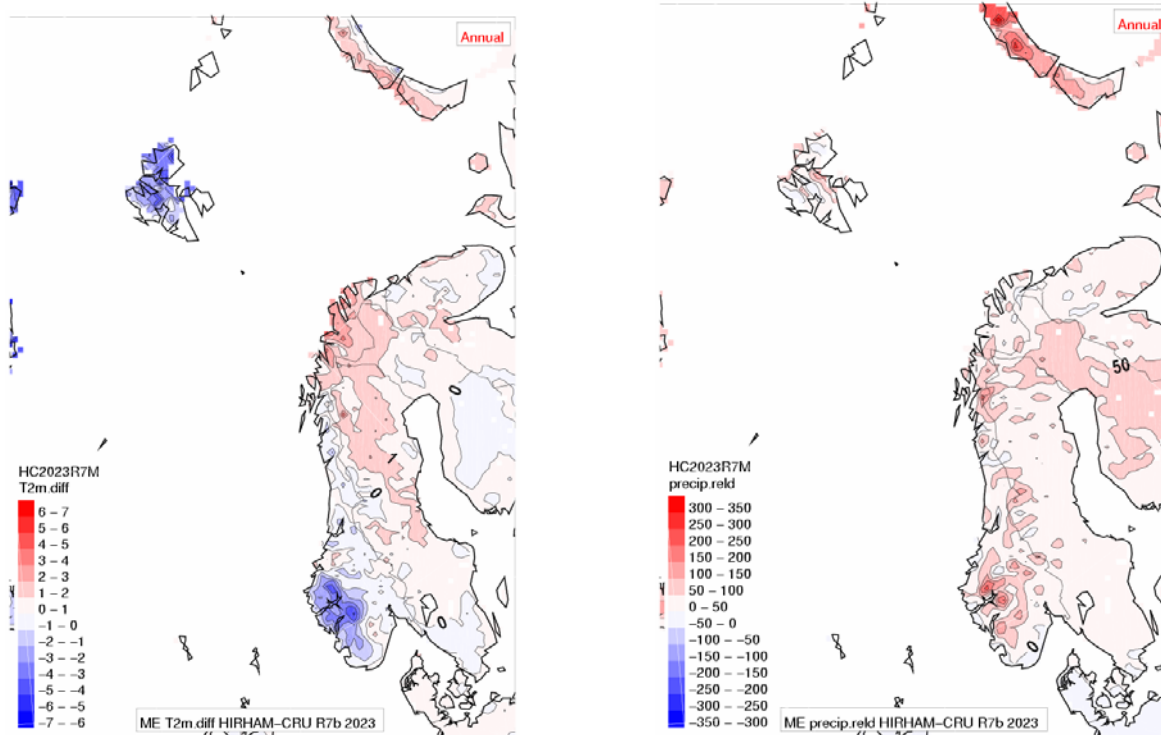 Annual
0
1
0
0
HC2023R7M
T2m.diff
6 – 7
5 – 6
4 – 5
3 – 4
2 – 3
1 – 2
0 – 1
–1 – 0
–2 – –1
–3 – –2
–4 – –3
–5 – –4
–6 – –5
–7 – –6
ME T2m.diff HIRHAM–CRU R7b 2023
Annual
50
0
HC2023R7M
precip.reld
300 – 350
250 – 300
200 – 250
150 – 200
100 – 150
50 – 100
0 – 50
–50 – 0
–100 – –50
–150 – –100
–200 – –150
–250 – –200
–300 – –250
–350 – –300
ME precip.reld HIRHAM–CRU R7b 2023